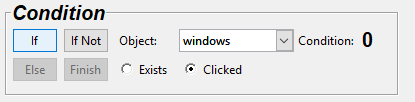 Condition
If If Not Object: windows Condition: 0
Else Finish Exists Clicked